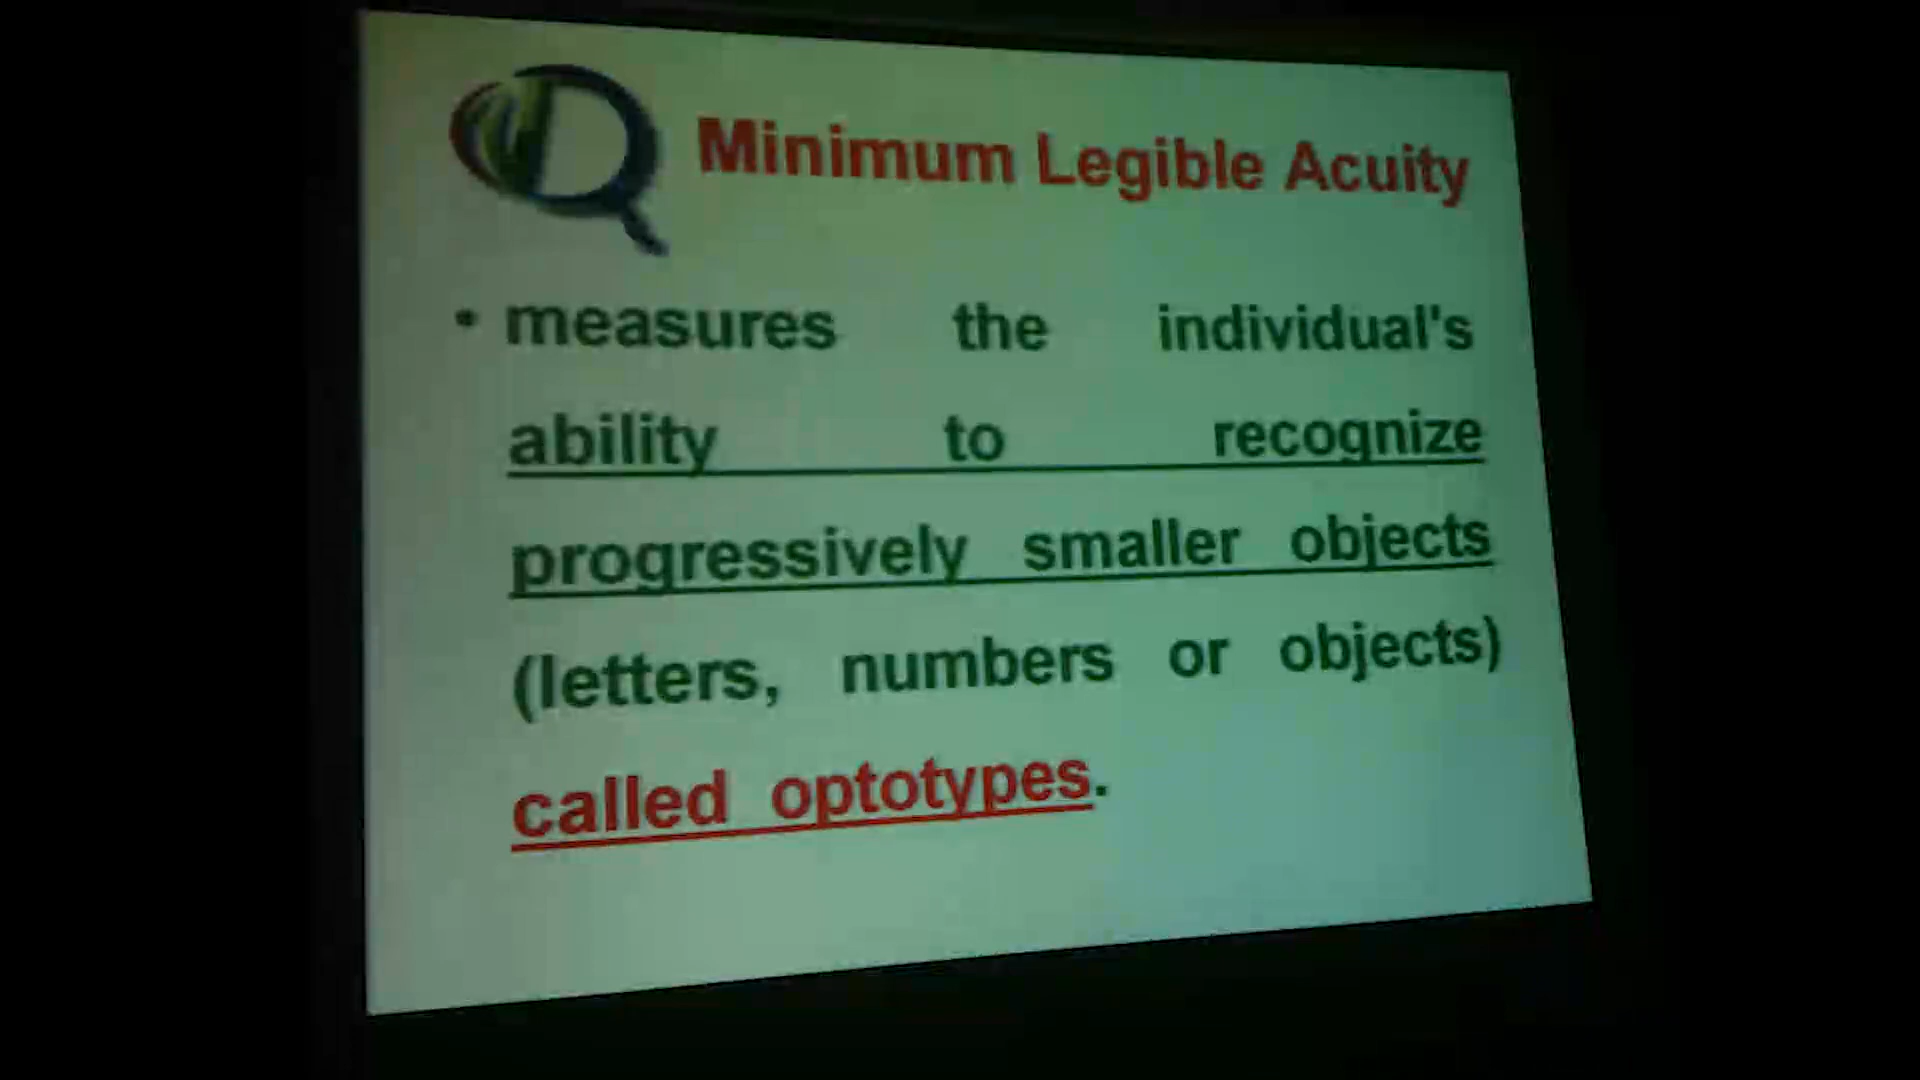 Minimum Legible Acuity
• measures the individual's
ability to recognize
progressively smaller objects
(letters, numbers or objects)
called optotypes.